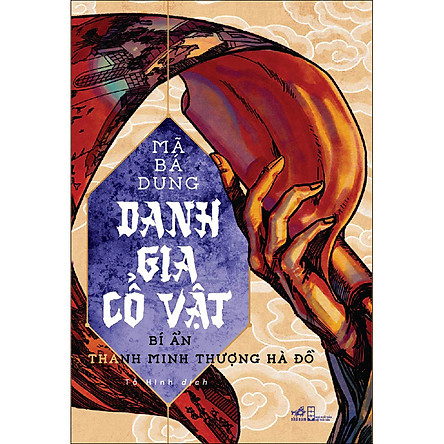 MÃ
BÁ
DUNG
DANH
GIA
CỔ VẬT
BÍ ẨN
THANH MINH THƯỢNG HÀ ĐỒ
Tố Hinh dịch